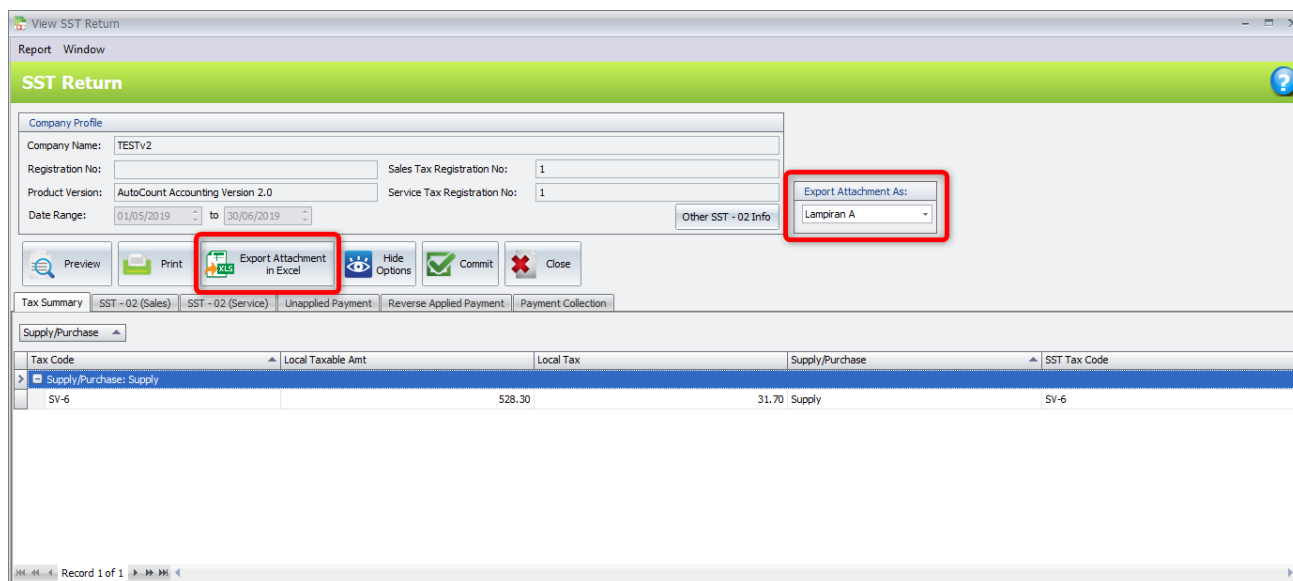 View SST Return
Report Window
SST Return
Company Profile
Company Name: TESTv2
Registration No: Sales Tax Registration No: 1
Product Version: AutoCount Accounting Version 2.0 Service Tax Registration No: 1
Date Range: 01/05/2019 to 30/06/2019 Other SST - 02 Info
Export Attachment As:
Lampiran A
Preview Print Export Attachment in Excel Hide Options Commit Close
Tax Summary SST - 02 (Sales) SST - 02 (Service) Unapplied Payment Reverse Applied Payment Payment Collection
Supply/Purchase
Tax Code Local Taxable Amt Local Tax Supply/Purchase SST Tax Code
Supply/Purchase: Supply
SV-6 528.30 31.70 Supply SV-6
Record 1 of 1